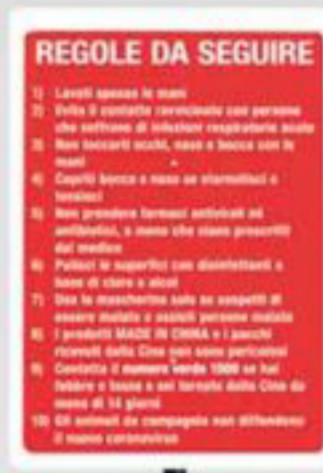 REGOLE DA SEGUIRE
1) Lavati spesso le mani
2) Evita il contatto ravvicinato con persone
che soffrono di infezioni respiratorie acute
3) Non toccarti occhi, naso e bocca con le
mani
4) Copriti bocca e naso se starnutisci o
tossisci
5) Non prendere farmaci antivirali né
antibiotici, a meno che siano prescritti
dal medico
6) Pulisci le superfici con disinfettanti a
base di cloro o alcol
7) Usa la mascherina solo se sospetti di
essere malato o assisti persone malate
8) I prodotti MADE IN CHINA e i pacchi
ricevuti dalla Cina non sono pericolosi
9) Contatta il numero verde 1500 se hai
febbre o tosse e sei tornato dalla Cina da
meno di 14 giorni
10) Gli animali da compagnia non diffondono
il nuovo coronavirus